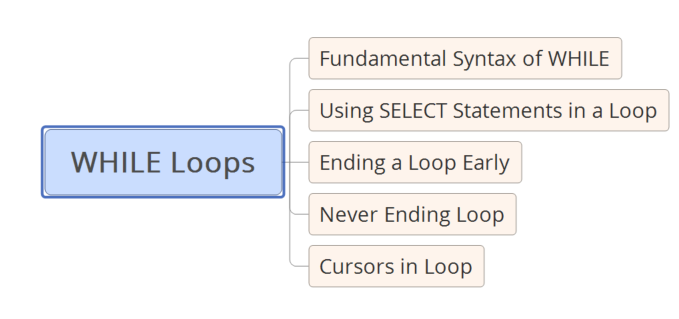 WHILE Loops
Fundamental Syntax of WHILE
Using SELECT Statements in a Loop
Ending a Loop Early
Never Ending Loop
Cursors in Loop